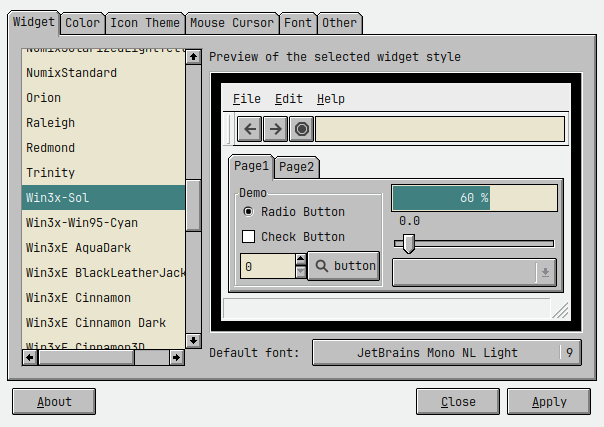 Widget Color Icon Theme Mouse Cursor Font Other
Preview of the selected widget style
NumixStandard
Orion
Raleigh
Redmond
Trinity
Win3x-Sol
Win3x-Win95-Cyan
Win3xE AquaDark
Win3xE BlackLeatherJack
Win3xE Cinnamon
Win3xE Cinnamon Dark
Win3xE Cinnamon3D
File Edit Help
Page1 Page2
Demo
Radio Button
Check Button
0 button
60 %
0.0
Default font: JetBrains Mono NL Light 9
About Close Apply